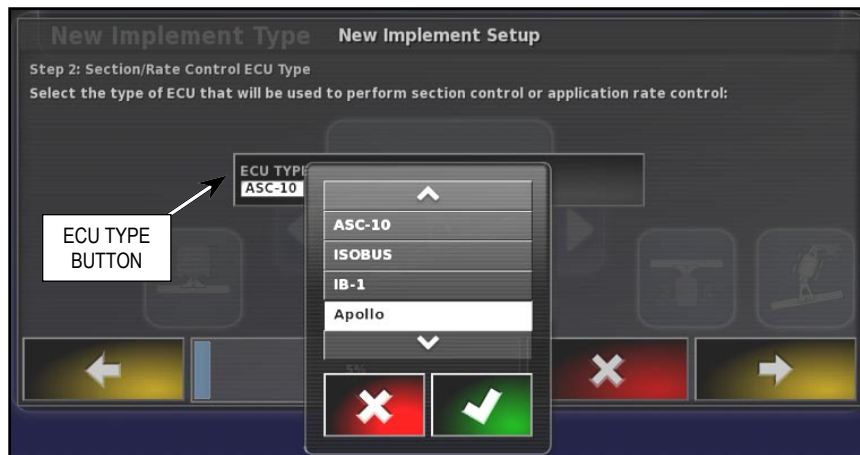 New Implement Type
New Implement Setup
Step 2: Section/Rate Control ECU Type
Select the type of ECU that will be used to perform section control or application rate control:
ECU TYPE
ASC-10
ECU TYPE
BUTTON
ASC-10
ISOBUS
IB-1
Apollo
5%